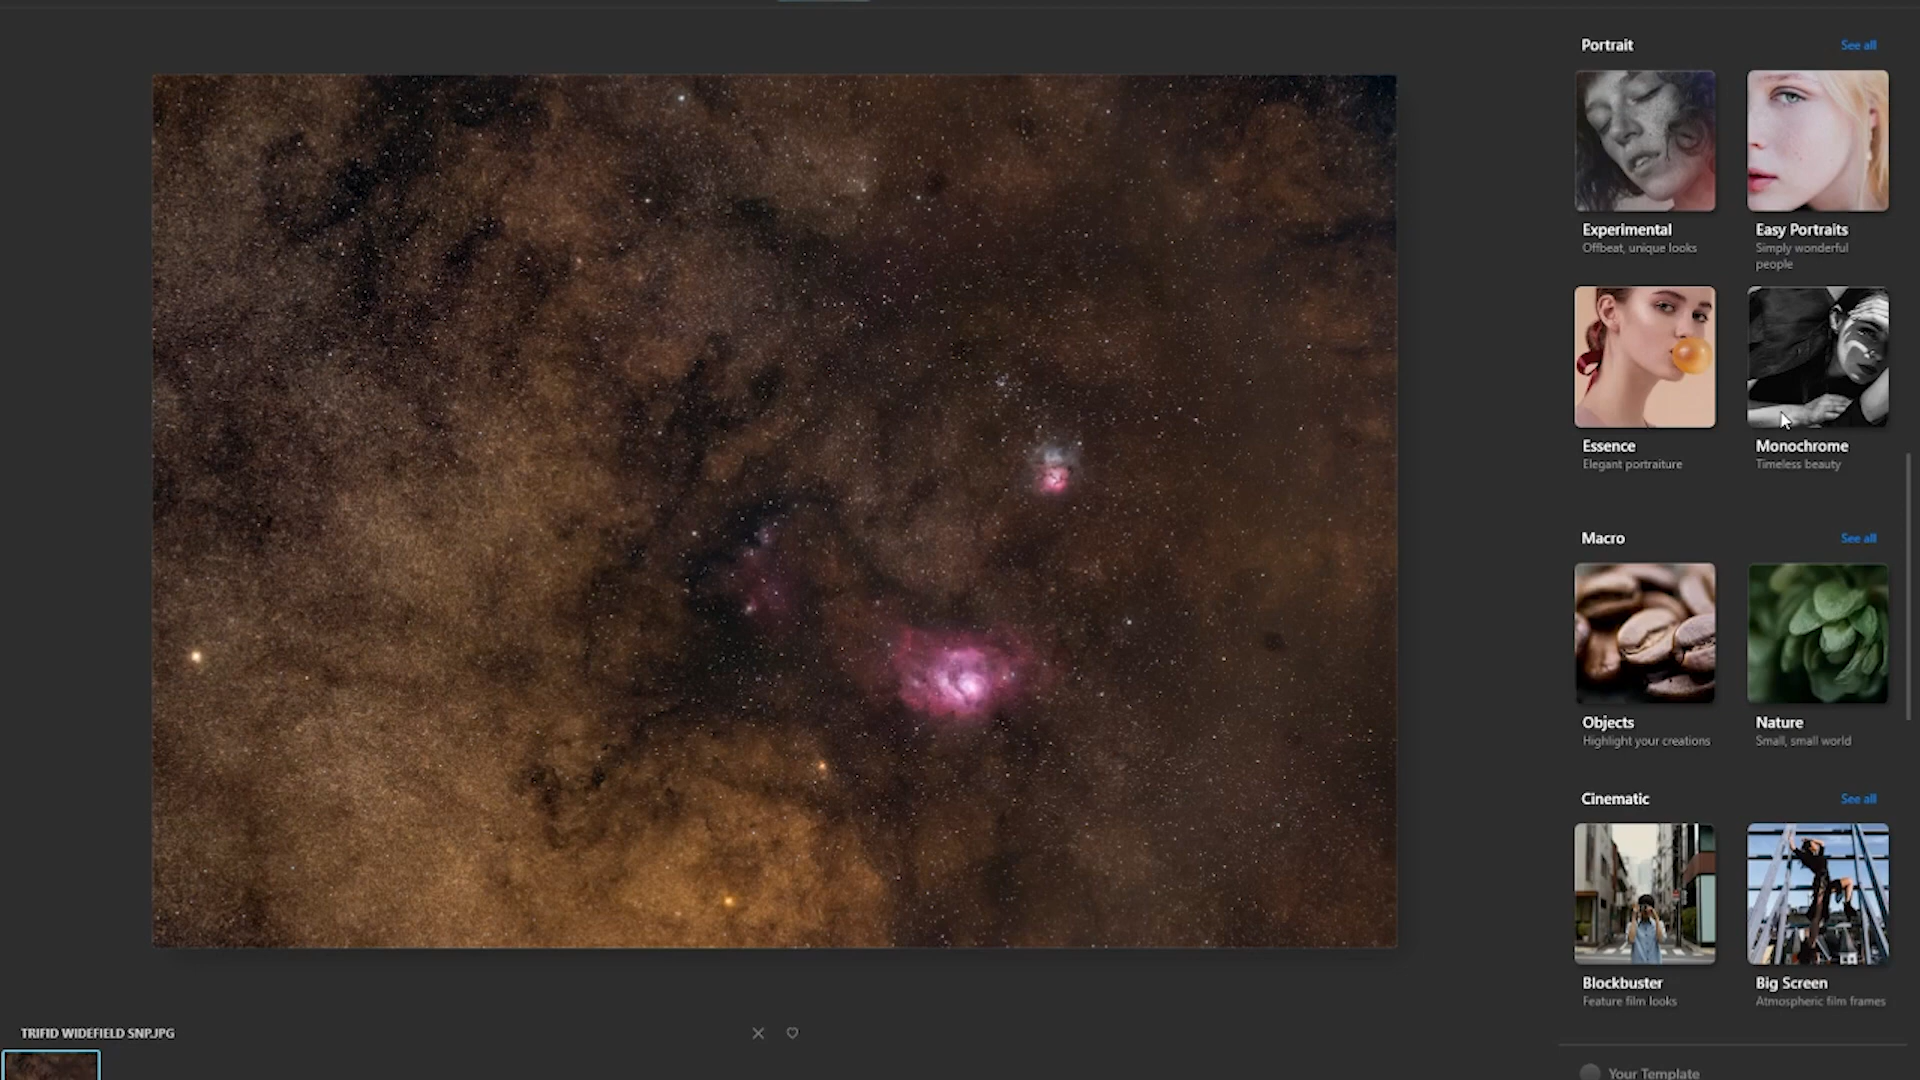 Portrait
See all
Experimental
Offbeat, unique looks
Easy Portraits
Simply wonderful
people
Essence
Elegant portraiture
Monochrome
Timeless beauty
Macro
See all
Objects
Highlight your creations
Nature
Small, small world
Cinematic
See all
Blockbuster
Feature film looks
Big Screen
Atmospheric film frames
TRIFID WIDEFIELD SNP.JPG
Your Template